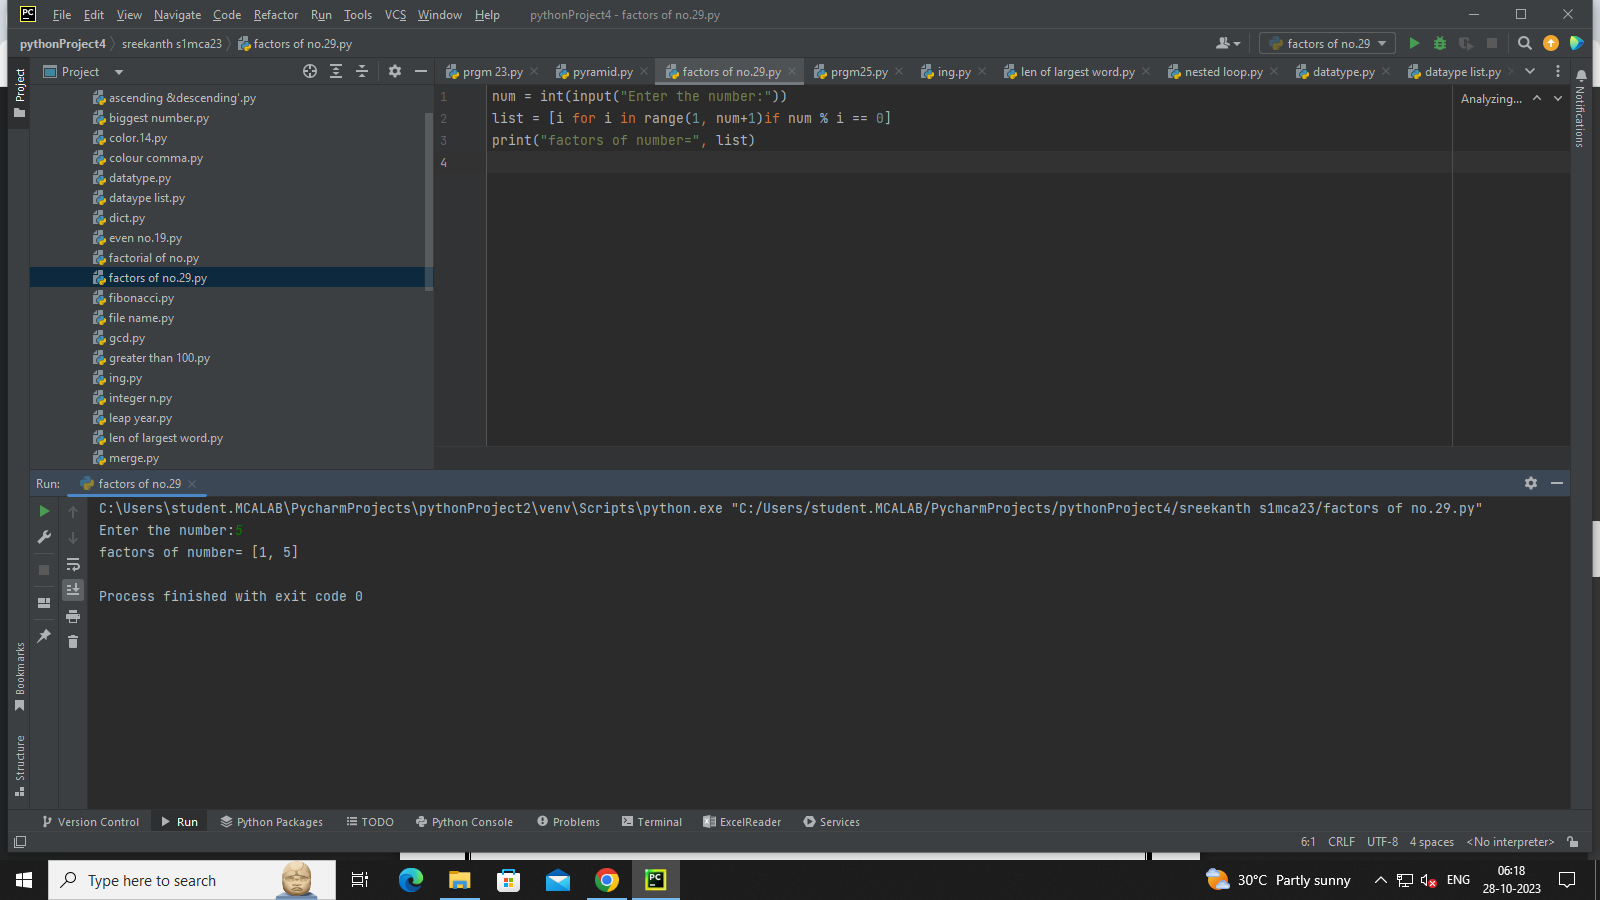 PC File Edit View Navigate Code Refactor Run Tools VCS Window Help pythonProject4 - factors of no.29.py
pythonProject4 sreekanth s1mca23 factors of no.29.py factors of no.29
Project Project prgm 23.py pyramid.py factors of no.29.py prgm25.py ing.py len of largest word.py nested loop.py datatype.py dataype list.py Notifications
ascending &descending'.py
biggest number.py
color.14.py
colour comma.py
datatype.py
dataype list.py
dict.py
even no.19.py
factorial of no.py
factors of no.29.py
fibonacci.py
file name.py
gcd.py
greater than 100.py
ing.py
integer n.py
leap year.py
len of largest word.py
merge.py
1 num = int(input("Enter the number:"))
2 list = [i for i in range(1, num+1)if num % i == 0]
3 print("factors of number=", list)
4
Analyzing...
Run: factors of no.29
C:\Users\student.MCALAB\PycharmProjects\pythonProject2\venv\Scripts\python.exe "C:/Users/student.MCALAB/PycharmProjects/pythonProject4/sreekanth s1mca23/factors of no.29.py"
Enter the number:5
factors of number= [1, 5]
Process finished with exit code 0
Bookmarks
Structure
Version Control Run Python Packages TODO Python Console Problems Terminal ExcelReader Services
6:1 CRLF UTF-8 4 spaces <No interpreter>
Type here to search PC 30°C Partly sunny ENG 06:18
28-10-2023